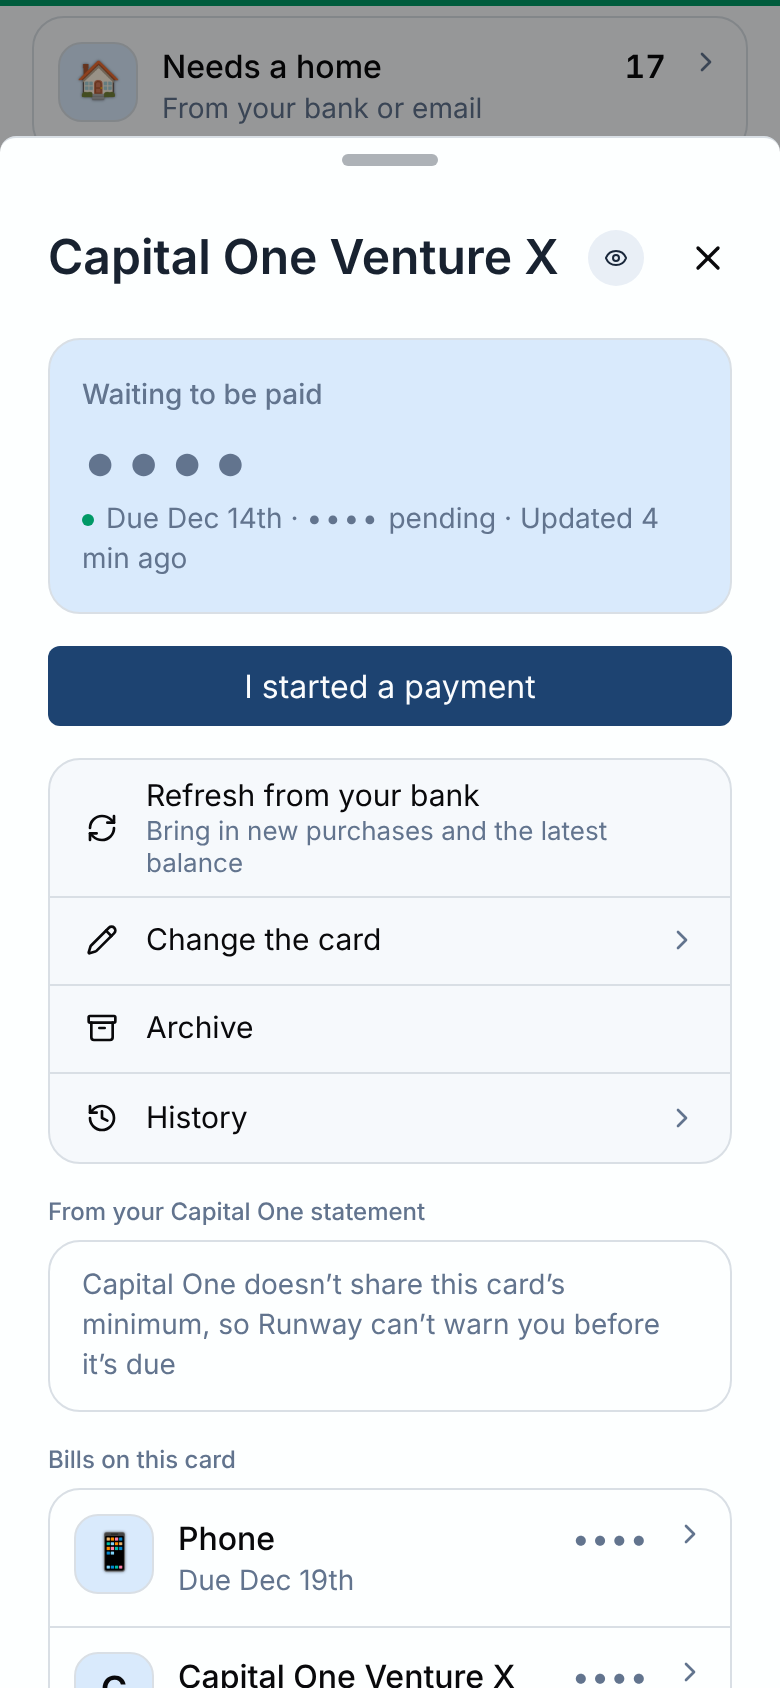 Needs a home
17
From your bank or email
Capital One Venture X
Waiting to be paid
Due Dec 14th · •••• pending · Updated 4
min ago
I started a payment
Refresh from your bank
Bring in new purchases and the latest
balance
Change the card
Archive
History
From your Capital One statement
Capital One doesn’t share this card’s
minimum, so Runway can’t warn you before
it’s due
Bills on this card
Phone
••••
Due Dec 19th
C
Capital One Venture X
••••